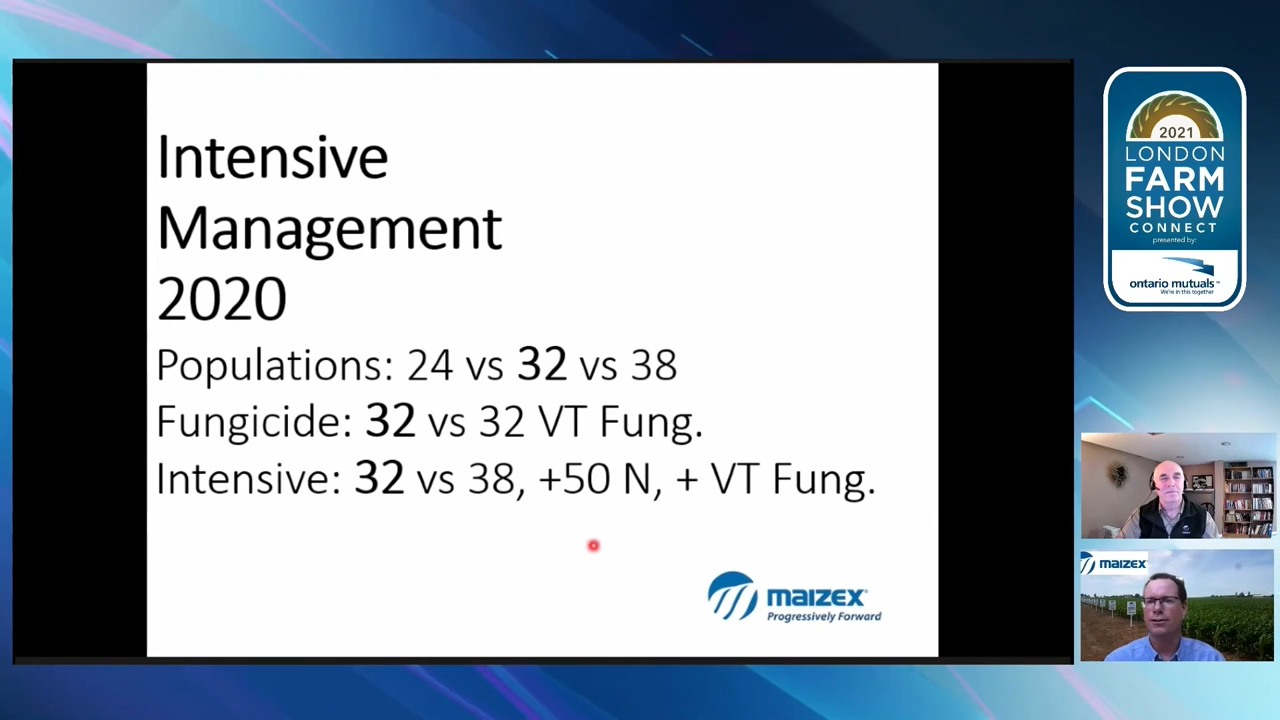 Intensive
Management
2020
Populations: 24 vs 32 vs 38
Fungicide: 32 vs 32 VT Fung.
Intensive: 32 vs 38, +50 N, + VT Fung.
maizex
Progressively Forward
2021
LONDON
FARM
SHOW
CONNECT
presented by:
ontario mutuals™
We're in this together
maizex